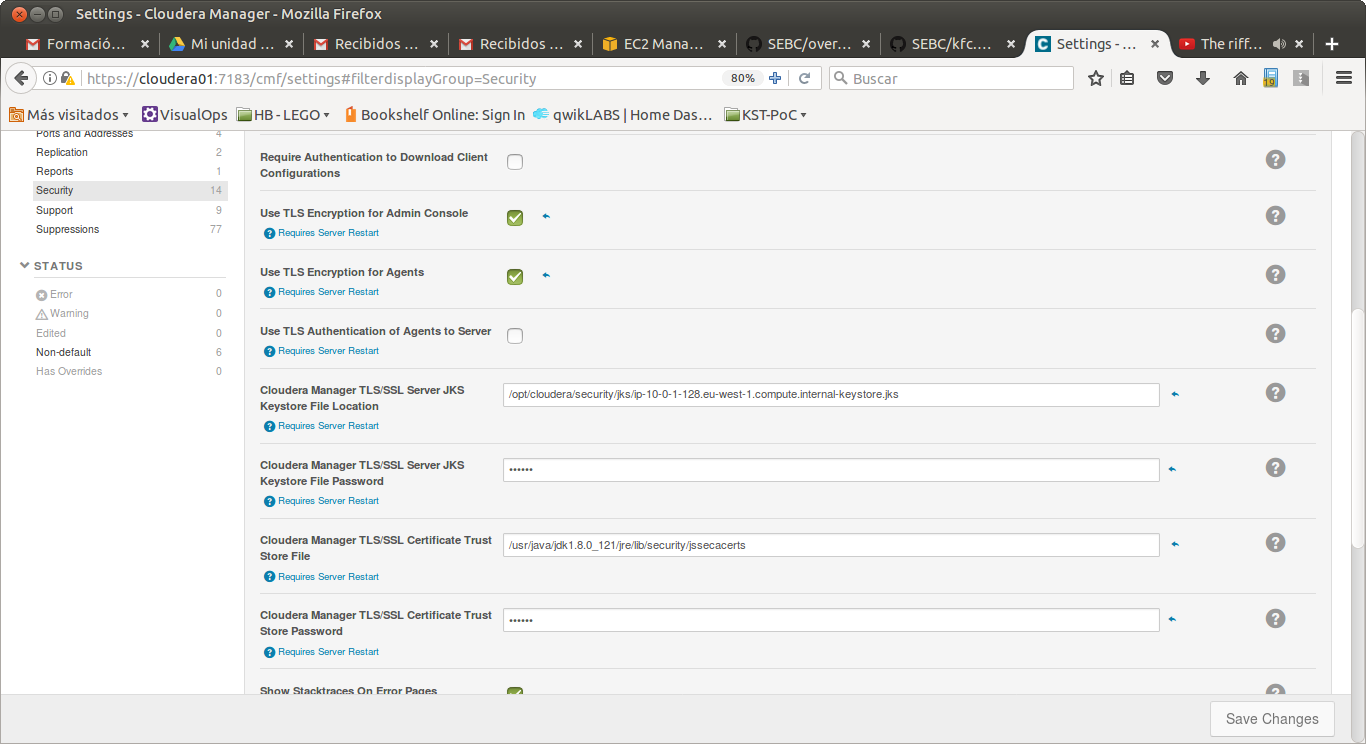 Settings - Cloudera Manager - Mozilla Firefox
Formació… Mi unidad … Recibidos … Recibidos … EC2 Mana… SEBC/over… SEBC/kfc.… Settings - … The riff…
https://cloudera01:7183/cmf/settings#filterdisplayGroup=Security 80% Buscar 19
Más visitados VisualOps HB - LEGO Bookshelf Online: Sign In qwikLABS | Home Das… KST-PoC
Ports and Addresses 4
Replication 2
Reports 1
Security 14
Support 9
Suppressions 77
STATUS
Error 0
Warning 0
Edited 0
Non-default 6
Has Overrides 0
Require Authentication to Download Client
Configurations
Use TLS Encryption for Admin Console
Requires Server Restart
Use TLS Encryption for Agents
Requires Server Restart
Use TLS Authentication of Agents to Server
Requires Server Restart
Cloudera Manager TLS/SSL Server JKS
Keystore File Location
/opt/cloudera/security/jks/ip-10-0-1-128.eu-west-1.compute.internal-keystore.jks
Requires Server Restart
Cloudera Manager TLS/SSL Server JKS
Keystore File Password
••••••
Requires Server Restart
Cloudera Manager TLS/SSL Certificate Trust
Store File
/usr/java/jdk1.8.0_121/jre/lib/security/jssecacerts
Requires Server Restart
Cloudera Manager TLS/SSL Certificate Trust
Store Password
••••••
Requires Server Restart
Show Stacktraces On Error Pages
Save Changes